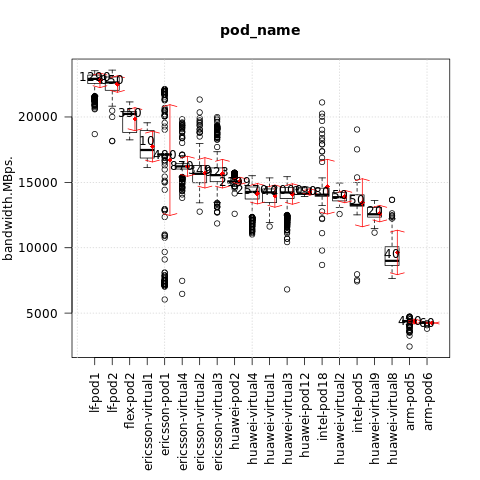 pod_name
bandwidth.MBps.
20000
15000
10000
5000
350
10
870
50
20
40
lf-pod1
lf-pod2
flex-pod2
ericsson-virtual1
ericsson-pod1
ericsson-virtual4
ericsson-virtual2
ericsson-virtual3
huawei-pod2
huawei-virtual4
huawei-virtual1
huawei-virtual3
huawei-pod12
intel-pod18
huawei-virtual2
intel-pod5
huawei-virtual9
huawei-virtual8
arm-pod5
arm-pod6